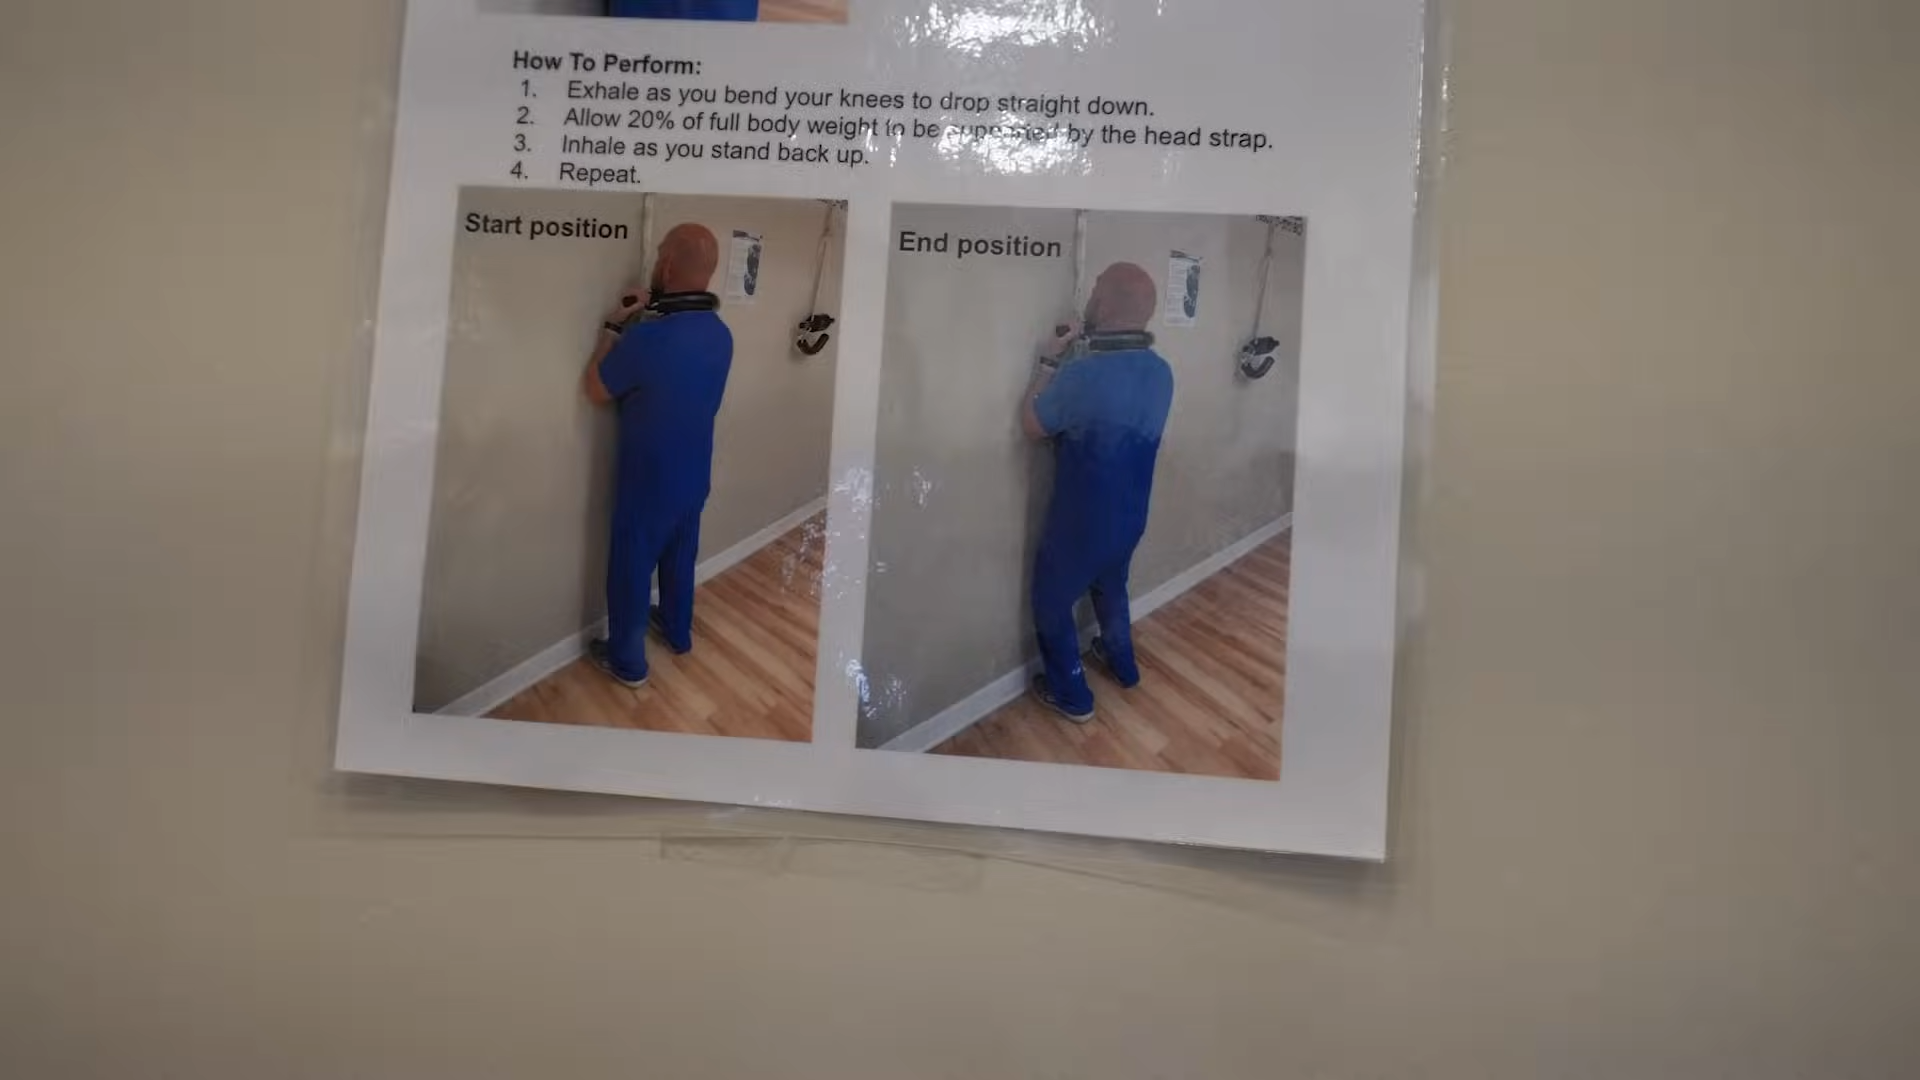 How To Perform:
1. Exhale as you bend your knees to drop straight down.
2. Allow 20% of full body weight to be supported by the head strap.
3. Inhale as you stand back up.
4. Repeat.
Start position
End position